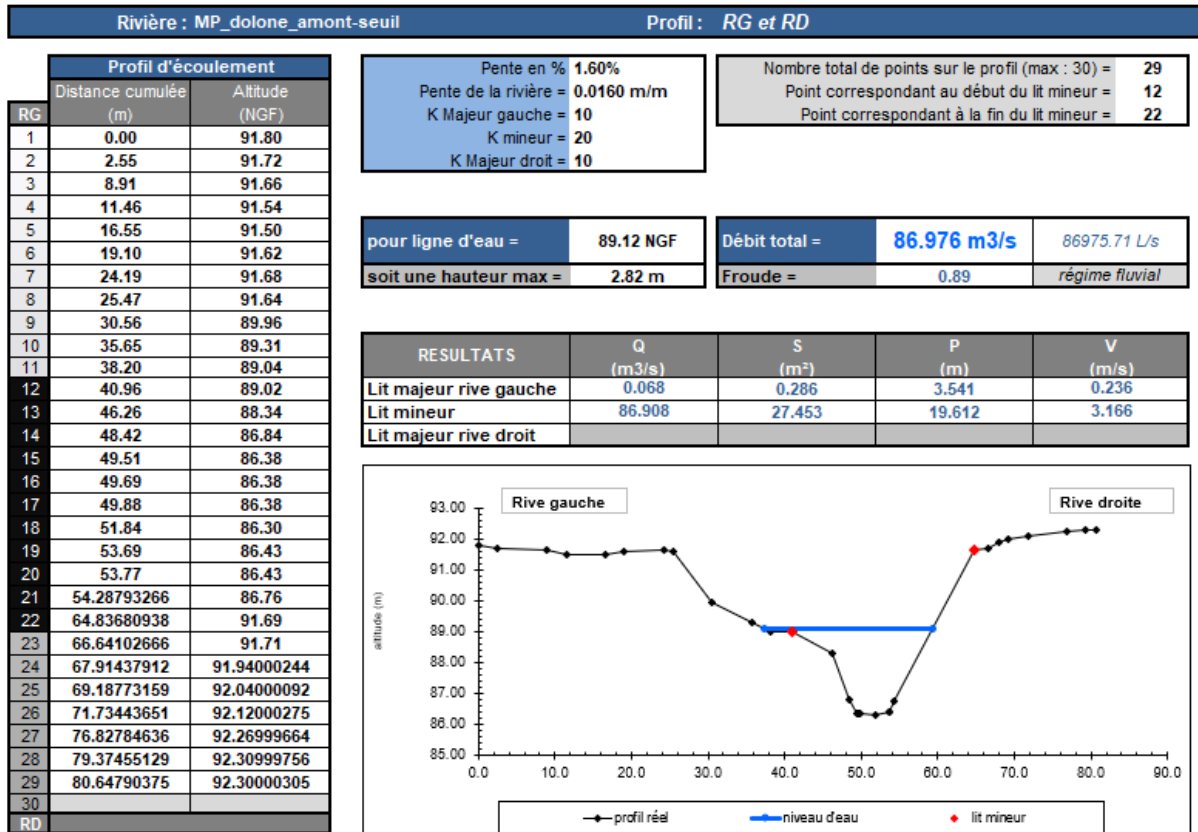 Rivière : MP_dolone_amont-seuil Profil : RG et RD
Profil d'écoulement
Distance cumulée (m) Altitude (NGF)
RG
1 0.00 91.80
2 2.55 91.72
3 8.91 91.66
4 11.46 91.54
5 16.55 91.50
6 19.10 91.62
7 24.19 91.68
8 25.47 91.64
9 30.56 89.96
10 35.65 89.31
11 38.20 89.04
12 40.96 89.02
13 46.26 88.34
14 48.42 86.84
15 49.51 86.38
16 49.69 86.38
17 49.88 86.38
18 51.84 86.30
19 53.69 86.43
20 53.77 86.43
21 54.28793266 86.76
22 64.83680938 91.69
23 66.64102666 91.71
24 67.91437912 91.94000244
25 69.18773159 92.04000092
26 71.73443651 92.12000275
27 76.82784636 92.26999664
28 79.37455129 92.30999756
29 80.64790375 92.30000305
30
RD
Pente en % 1.60%
Pente de la rivière = 0.0160 m/m
K Majeur gauche = 10
K mineur = 20
K Majeur droit = 10
Nombre total de points sur le profil (max : 30) = 29
Point correspondant au début du lit mineur = 12
Point correspondant à la fin du lit mineur = 22
pour ligne d'eau = 89.12 NGF
soit une hauteur max = 2.82 m
Débit total = 86.976 m3/s 86975.71 L/s
Froude = 0.89 régime fluvial
RESULTATS Q (m3/s) S (m²) P (m) V (m/s)
Lit majeur rive gauche 0.068 0.286 3.541 0.236
Lit mineur 86.908 27.453 19.612 3.166
Lit majeur rive droit
Rive gauche Rive droite
altitude (m)
93.00
92.00
91.00
90.00
89.00
88.00
87.00
86.00
85.00
0.0 10.0 20.0 30.0 40.0 50.0 60.0 70.0 80.0 90.0
profil réel niveau d'eau lit mineur